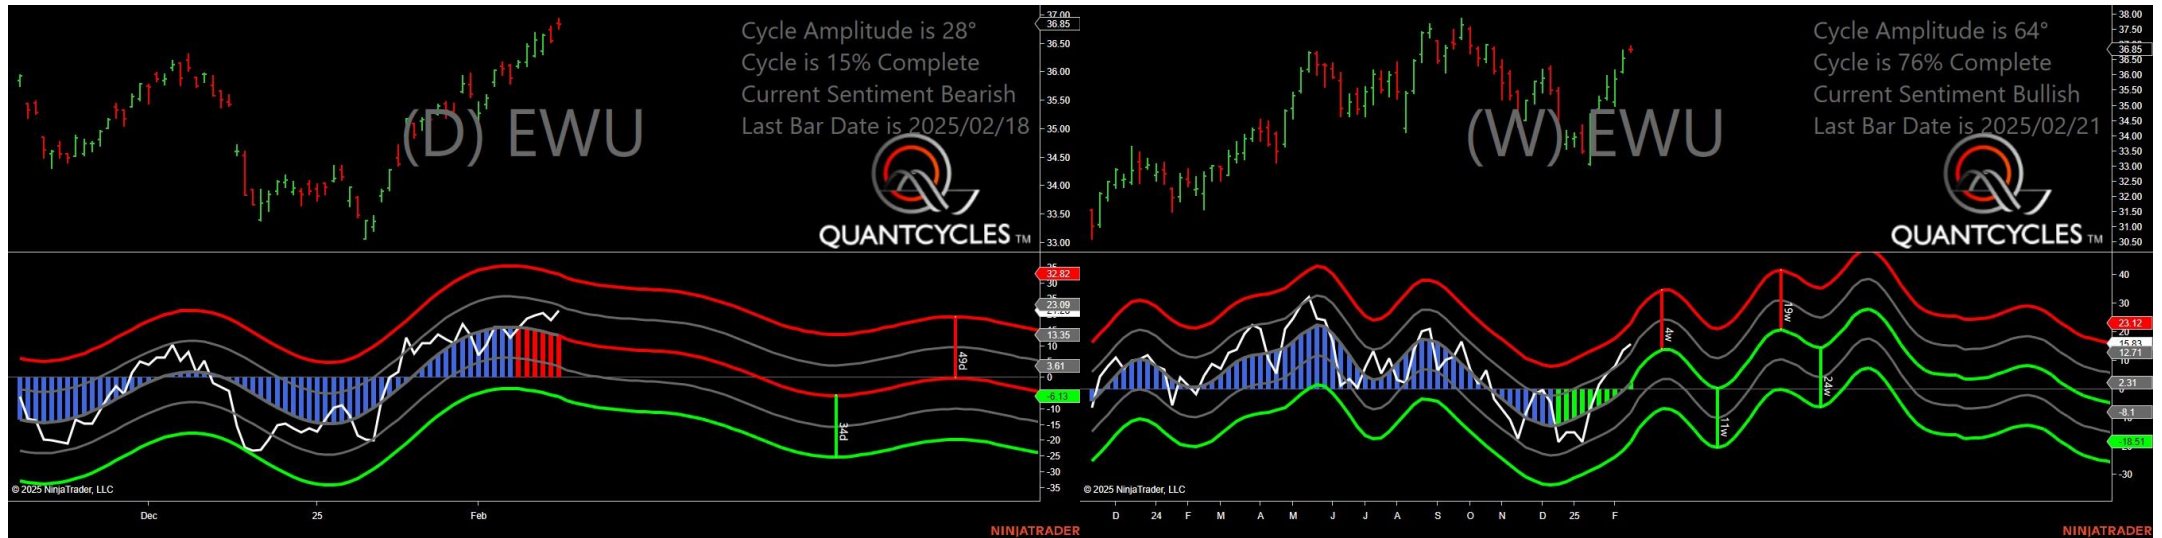 Cycle Amplitude is 28°
Cycle is 15% Complete
Current Sentiment Bearish
Last Bar Date is 2025/02/18
(D) EWU
QUANTCYCLES TM
37.00
36.85
36.50
36.00
35.50
35.00
34.50
34.00
33.50
33.00
32.82
30
23.09
13.35
10
3.61
0
-6.13
-10
-15
-20
-25
-30
-35
34d
49d
© 2025 NinjaTrader, LLC
Dec
25
Feb
NINJATRADER
Cycle Amplitude is 64°
Cycle is 76% Complete
Current Sentiment Bullish
Last Bar Date is 2025/02/21
(W) EWU
QUANTCYCLES TM
38.00
37.50
36.85
36.50
36.00
35.50
35.00
34.50
34.00
33.50
33.00
32.50
32.00
31.50
31.00
30.50
40
30
23.12
20
15.83
12.71
2.31
-8.1
-18.51
-30
4w
11w
19w
24w
© 2025 NinjaTrader, LLC
D
24
F
M
A
M
J
J
A
S
O
N
D
25
F
NINJATRADER